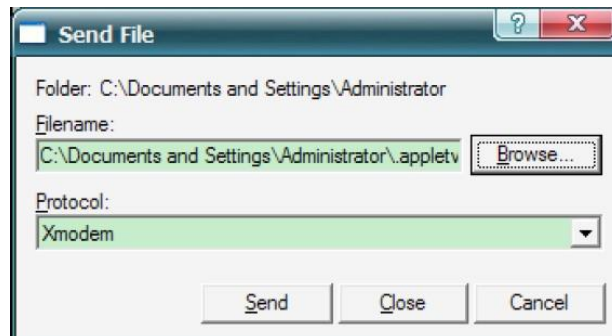 Send File
Folder: C:\Documents and Settings\Administrator
Filename:
C:\Documents and Settings\Administrator\.appletv Browse...
Protocol:
Xmodem
Send Close Cancel